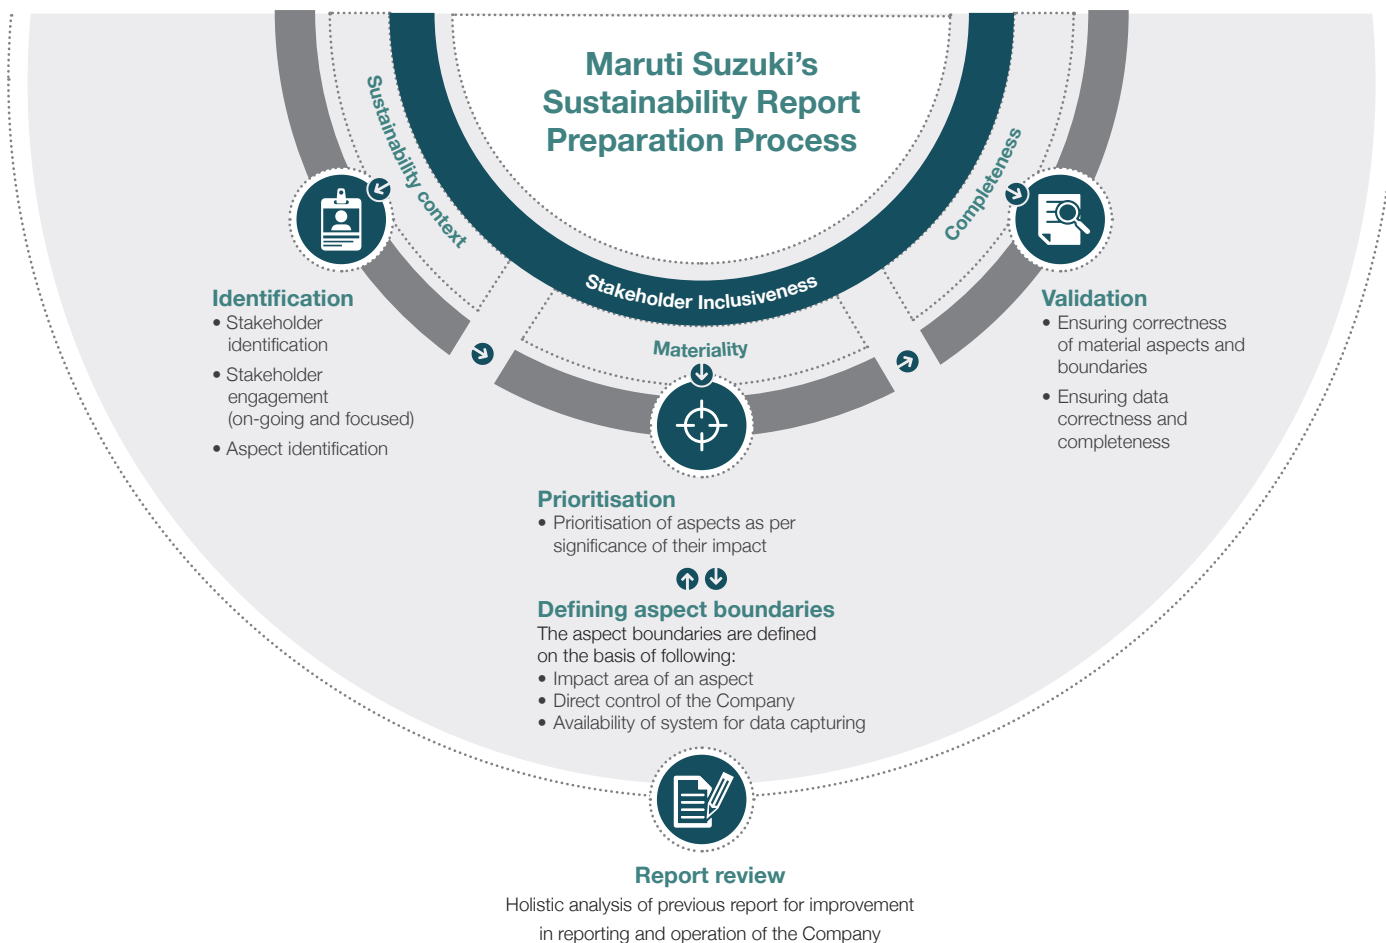 Maruti Suzuki's
Sustainability Report
Preparation Process
Sustainability context
Completeness
Stakeholder Inclusiveness
Materiality
Identification
• Stakeholder
identification
• Stakeholder
engagement
(on-going and focused)
• Aspect identification
Validation
• Ensuring correctness
of material aspects and
boundaries
• Ensuring data
correctness and
completeness
Prioritisation
• Prioritisation of aspects as per
significance of their impact
Defining aspect boundaries
The aspect boundaries are defined
on the basis of following:
• Impact area of an aspect
• Direct control of the Company
• Availability of system for data capturing
Report review
Holistic analysis of previous report for improvement
in reporting and operation of the Company